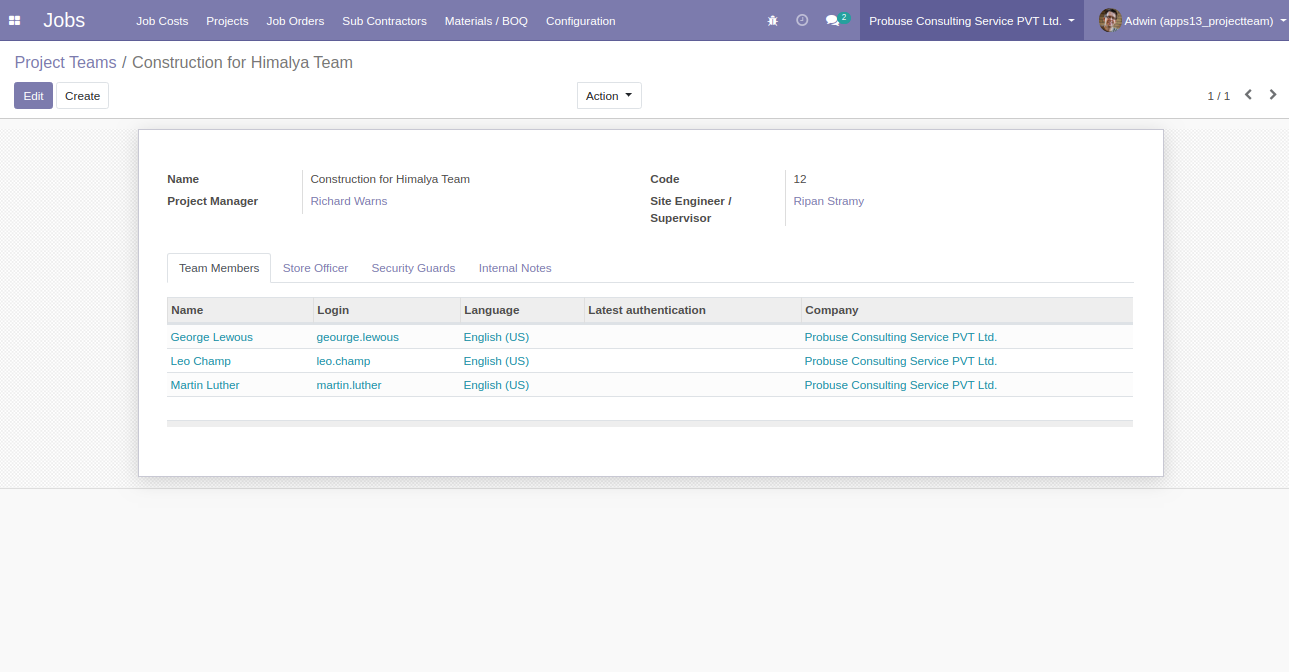 Jobs Job Costs Projects Job Orders Sub Contractors Materials / BOQ Configuration 2 Probuse Consulting Service PVT Ltd. Adwin (apps13_projectteam)
Project Teams / Construction for Himalya Team
Edit Create Action 1 / 1
Name Construction for Himalya Team Code 12
Project Manager Richard Warns Site Engineer / Supervisor Ripan Stramy
Team Members Store Officer Security Guards Internal Notes
Name Login Language Latest authentication Company
George Lewous geourge.lewous English (US) Probuse Consulting Service PVT Ltd.
Leo Champ leo.champ English (US) Probuse Consulting Service PVT Ltd.
Martin Luther martin.luther English (US) Probuse Consulting Service PVT Ltd.